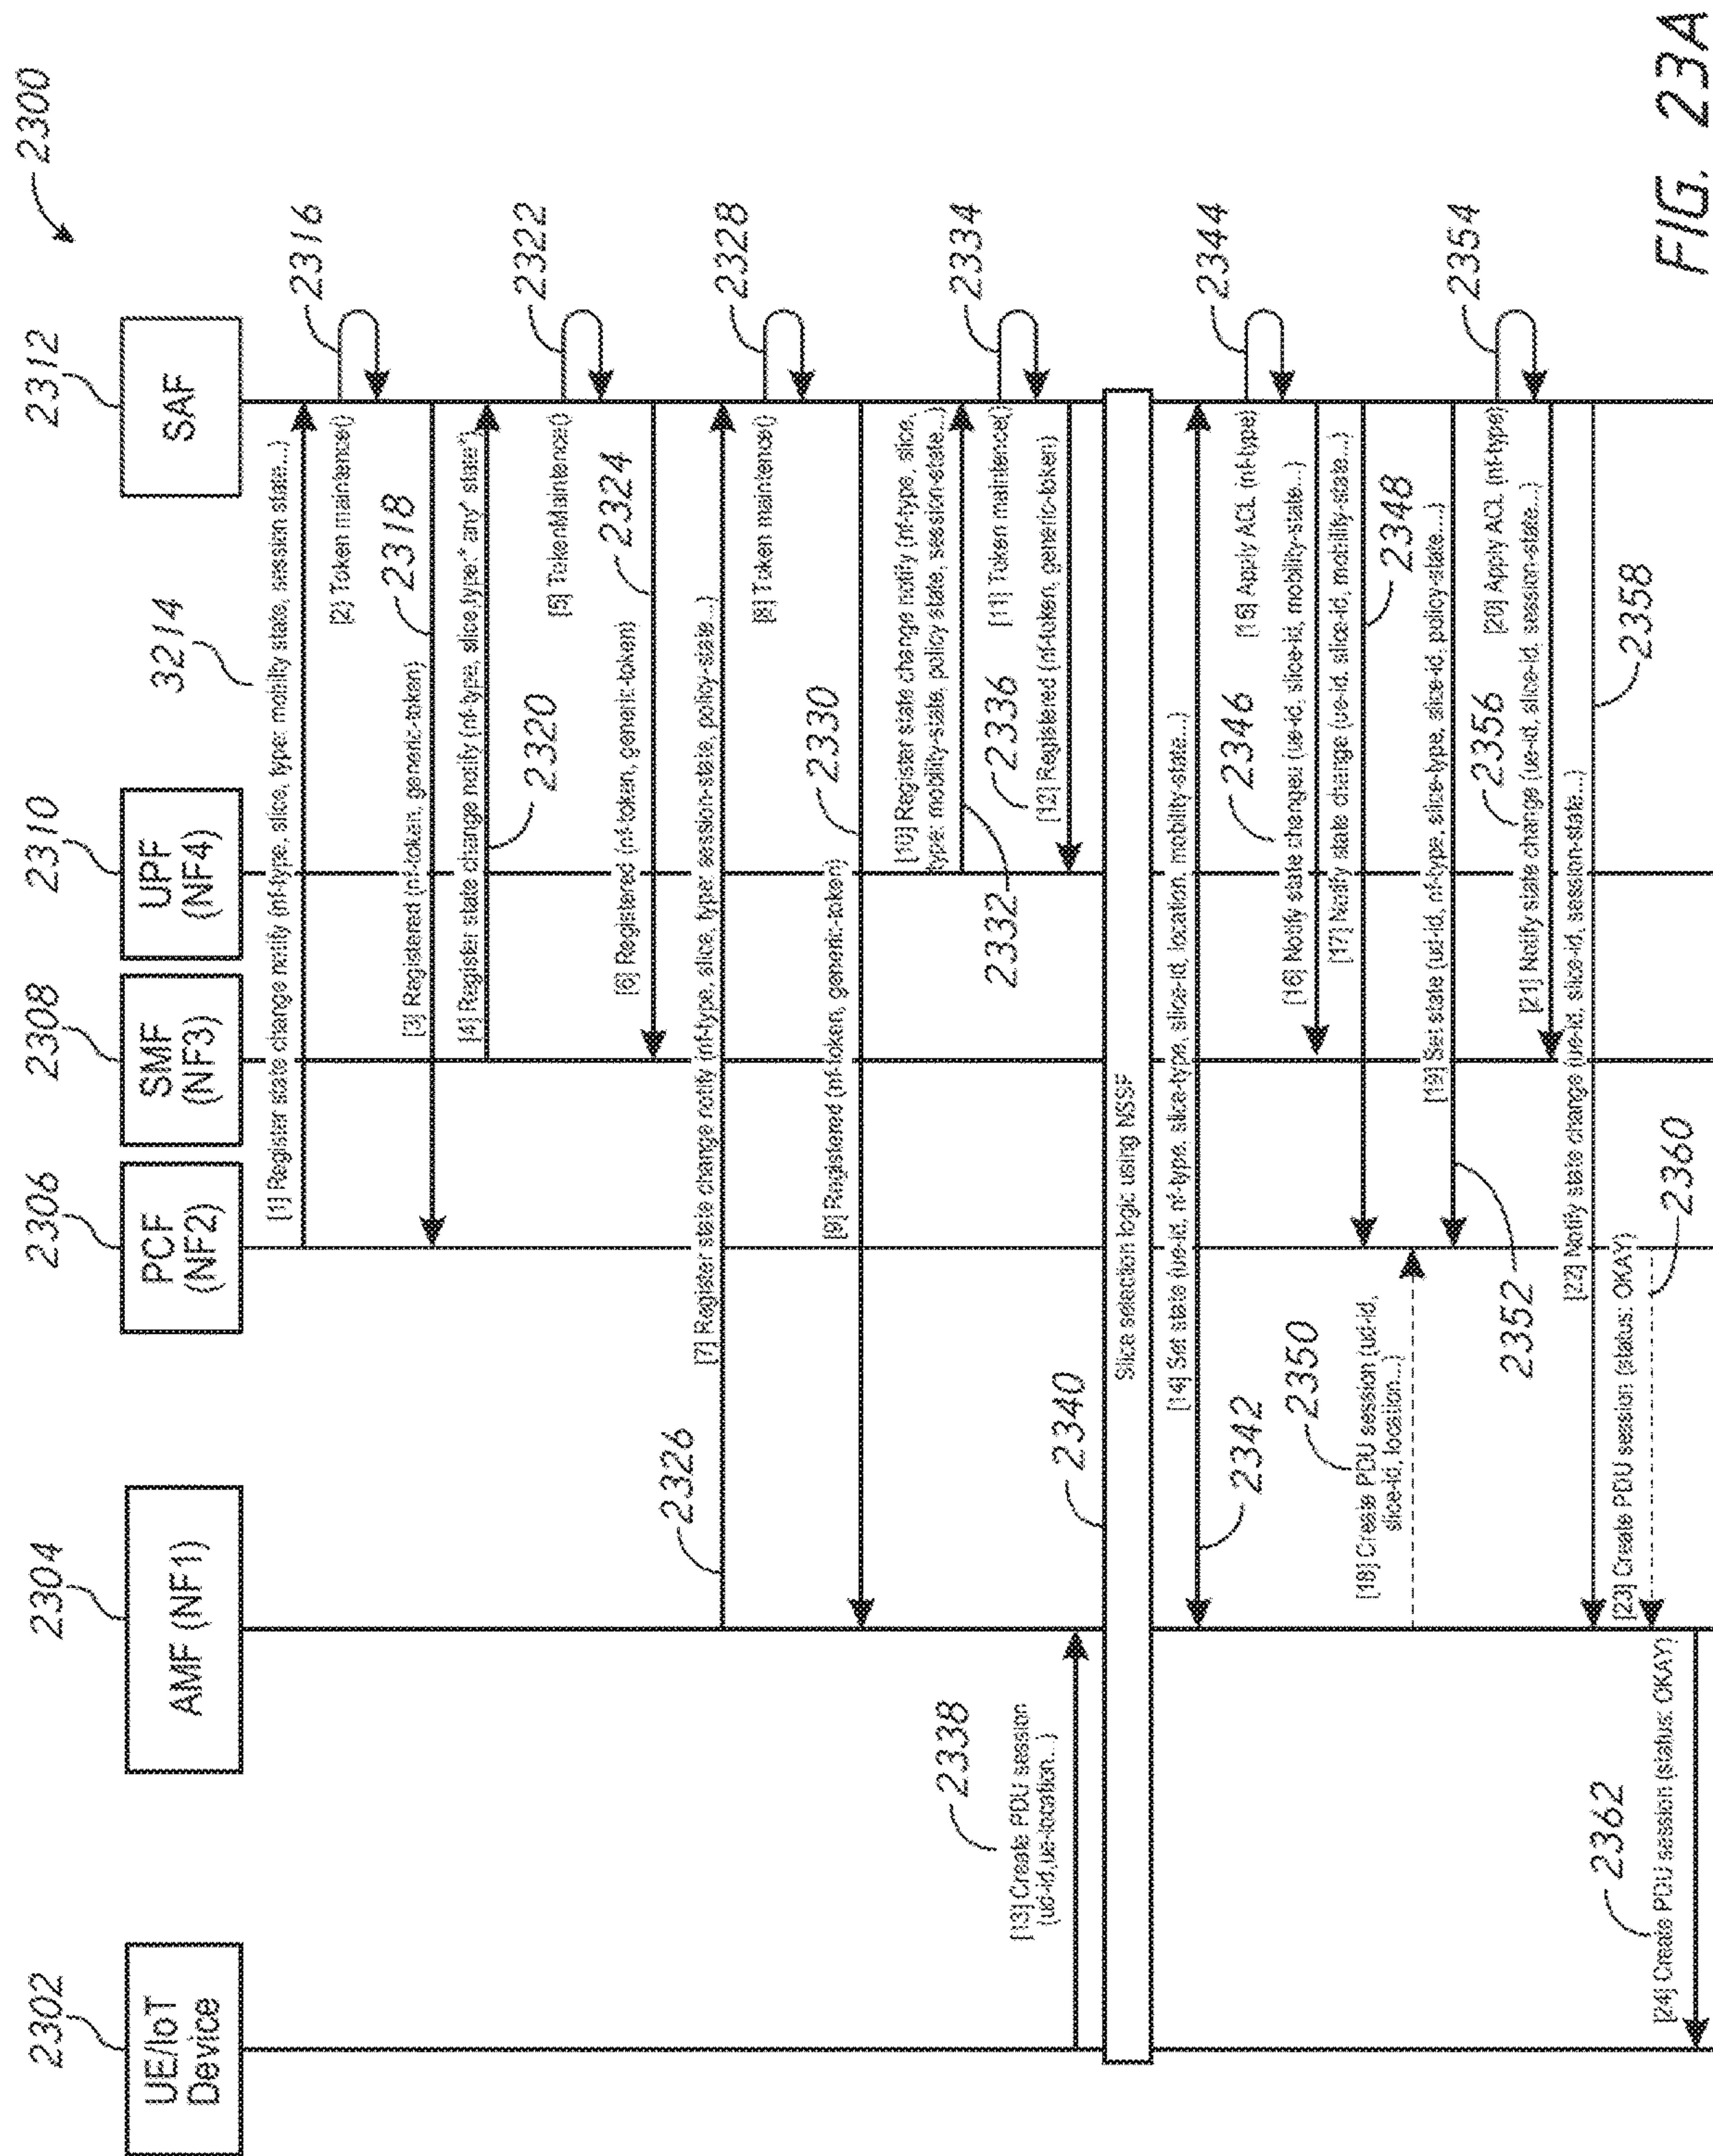 2300
2302
UE/IoT
Device
2304
AMF (NF1)
2306
PCF
(NF2)
2308
SMF
(NF3)
2310
UPF
(NF4)
2312
SAF
3214
[1] Register state change notify (nf-type, slice, type: mobility state, session state...)
2316
[2] Token maintence()
2318
[3] Registered (nf-token, generic-token)
[4] Register state change notify (nf-type, slice,type:* any* state*)
2320
2322
[5] TokenMaintence()
2324
[6] Registered (nf-token, generic-token)
2326
[7] Register state change notify (nf-type, slice, type: session-state, policy-state...)
2328
[8] Token maintence()
2330
[9] Registered (nf-token, generic-token)
[10] Register state change notify (nf-type, slice,
type: mobility-state, policy state, session-state...)
2332
2334
[11] Token maintence()
2336
[12] Registered (nf-token, generic-token)
2338
[13] Create PDU session
(ud-id,ue-location...)
2340
Slice selection logic using NSSF
[14] Set state (ue-id, nf-type, slice-type, slice-id, location, mobility-state...)
2342
2344
[15] Apply ACL (nf-type)
2346
[16] Notify state changeu (ue-id, slice-id, mobility-state...)
[17] Notify state change (ue-id, slice-id, mobility-state...)
2348
2350
[18] Create PDU session (ud-id,
slice-id, location...)
[19] Set state (ud-id, nf-type, slice-type, slice-id, policy-state....)
2352
2354
[20] Apply ACL (nf-type)
2356
[21] Notify state change (ue-id, slice-id, session-state...)
[22] Notify state change (ue-id, slice-id, session-state...)
2358
[23] Create PDU session (status: OKAY)
2360
2362
[24] Create PDU session (status: OKAY)
FIG. 23A